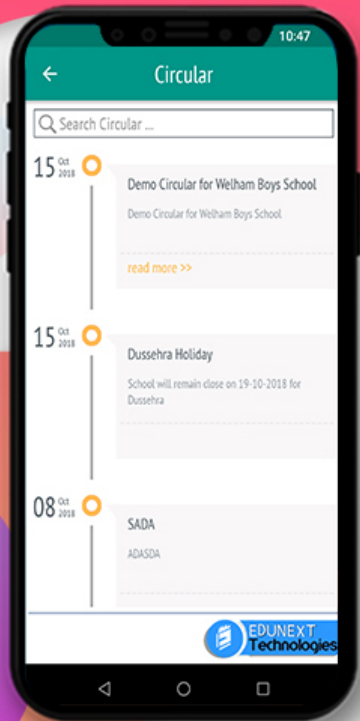 10:47
Circular
Search Circular ...
15 Oct
2018
Demo Circular for Welham Boys School
Demo Circular for Welham Boys School
read more >>
15 Oct
2018
Dussehra Holiday
School will remain close on 19-10-2018 for
Dussehra
08 Oct
2018
SADA
ADASDA
EDUNEXT
Technologies